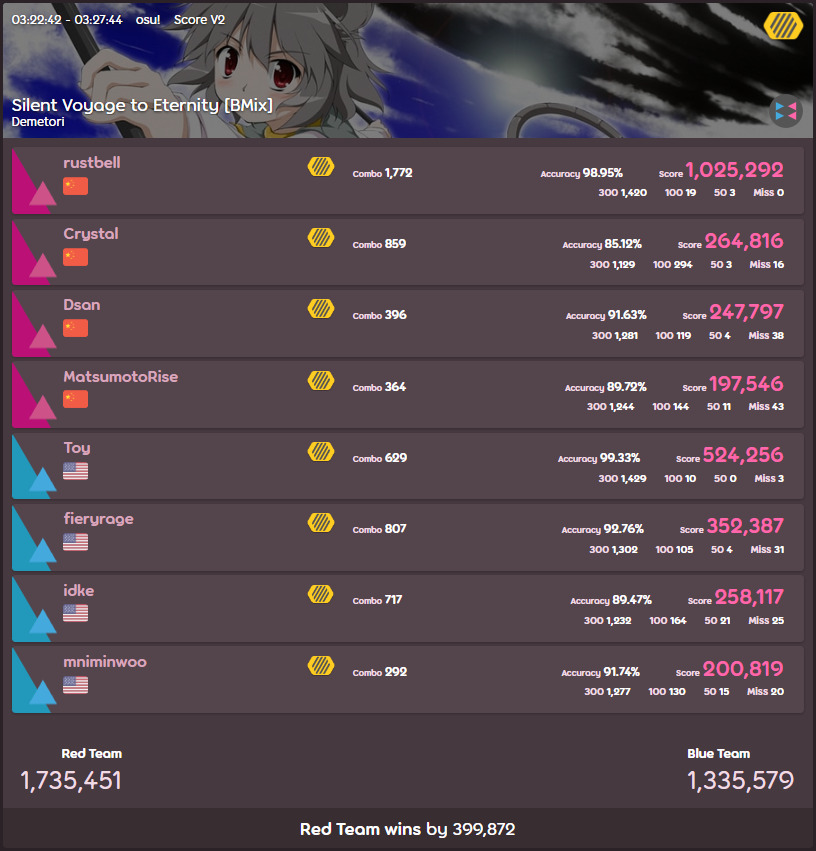 03:22:42 - 03:27:44 osu! Score V2
Silent Voyage to Eternity [BMix]
Demetori
rustbell
Combo 1,772
Accuracy 98.95% Score 1,025,292
300 1,420 100 19 50 3 Miss 0
Crystal
Combo 859
Accuracy 85.12% Score 264,816
300 1,129 100 294 50 3 Miss 16
Dsan
Combo 396
Accuracy 91.63% Score 247,797
300 1,281 100 119 50 4 Miss 38
MatsumotoRise
Combo 364
Accuracy 89.72% Score 197,546
300 1,244 100 144 50 11 Miss 43
Toy
Combo 629
Accuracy 99.33% Score 524,256
300 1,429 100 10 50 0 Miss 3
fieryrage
Combo 807
Accuracy 92.76% Score 352,387
300 1,302 100 105 50 4 Miss 31
idke
Combo 717
Accuracy 89.47% Score 258,117
300 1,232 100 164 50 21 Miss 25
mniminwoo
Combo 292
Accuracy 91.74% Score 200,819
300 1,277 100 130 50 15 Miss 20
Red Team Blue Team
1,735,451 1,335,579
Red Team wins by 399,872